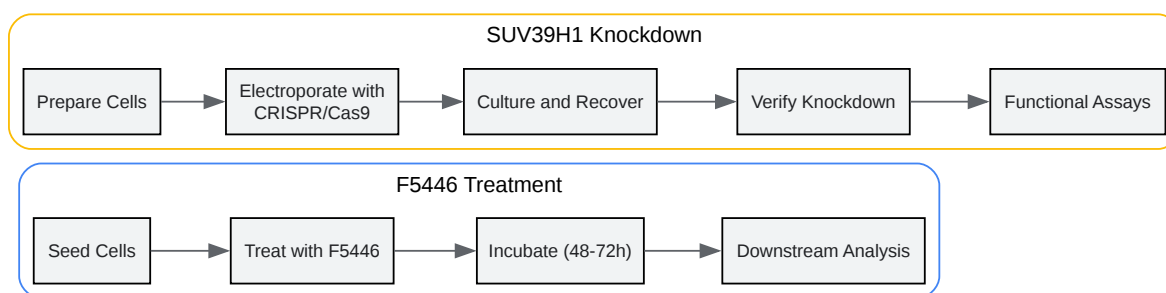 SUV39H1 Knockdown
Prepare Cells
Electroporate with
CRISPR/Cas9
Culture and Recover
Verify Knockdown
Functional Assays
F5446 Treatment
Seed Cells
Treat with F5446
Incubate (48-72h)
Downstream Analysis